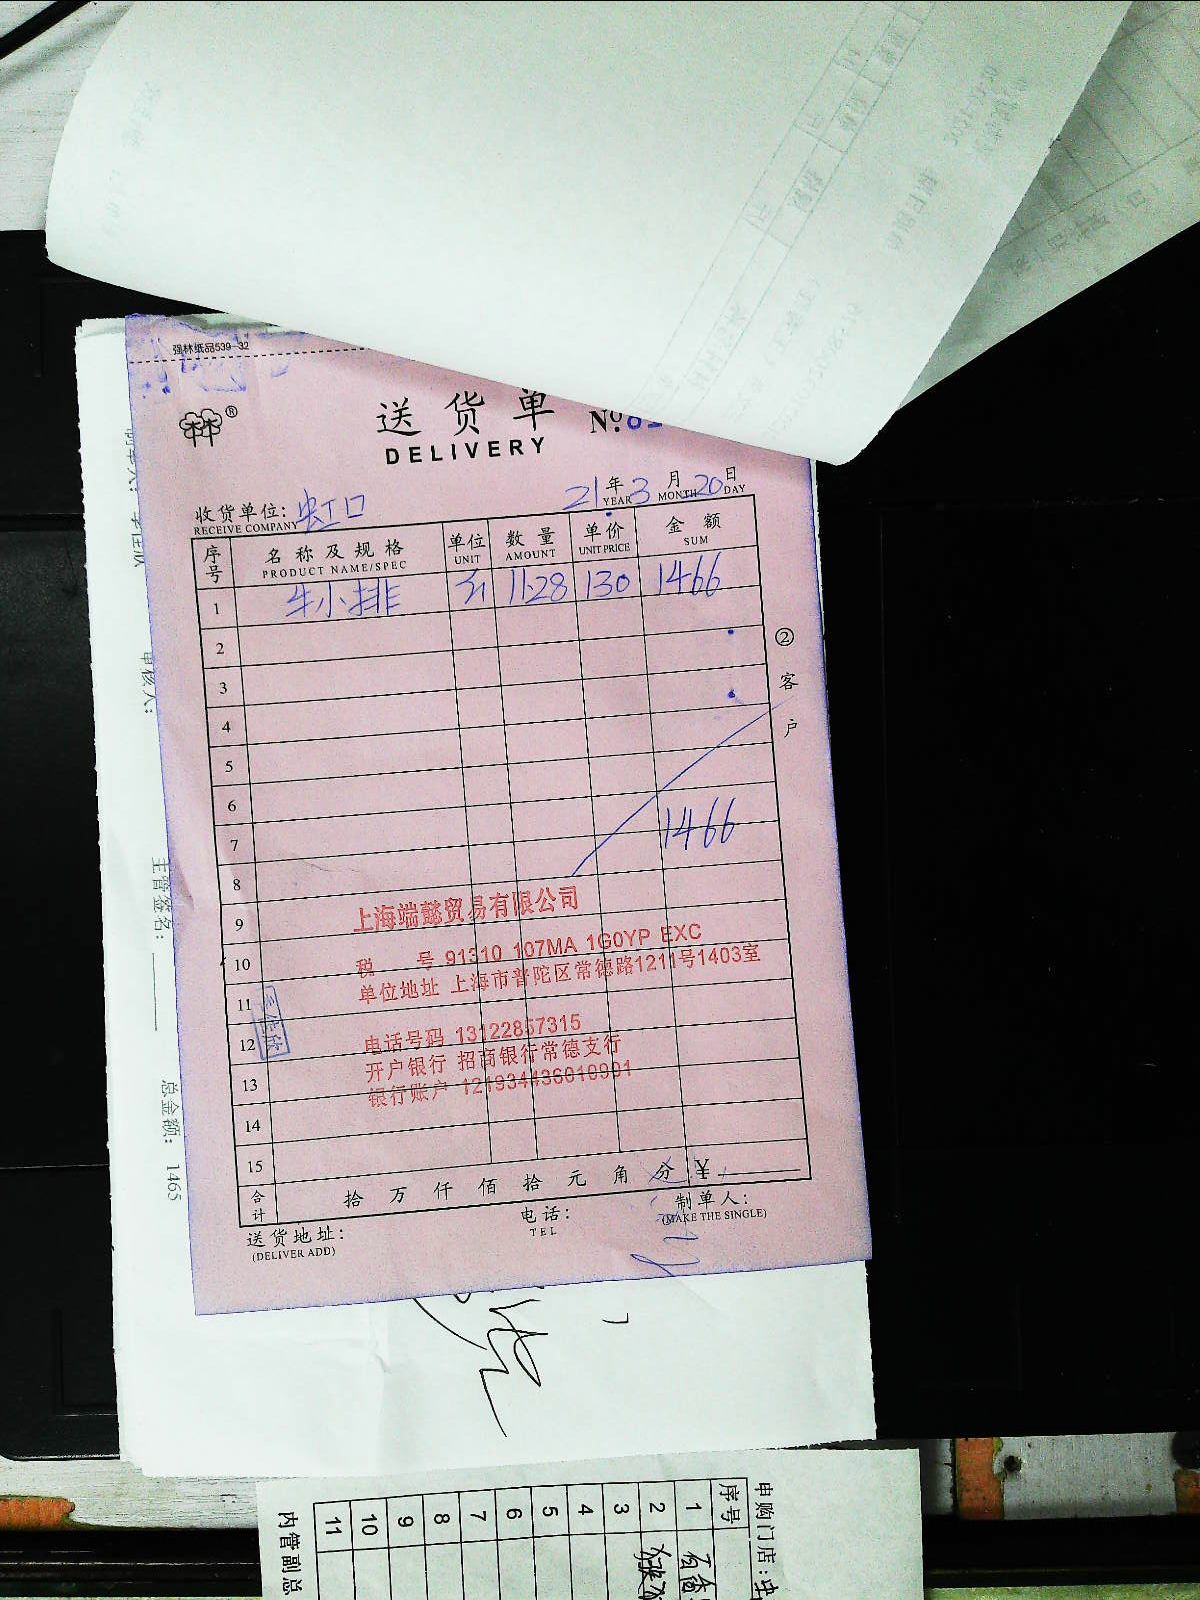 强林纸品539-32
林®
送货单 №:
DELIVERY
收货单位: 虹口 21年3月20日
RECEIVE COMPANY YEAR MONTH DAY
序号 名称及规格 单位 数量 单价 金额
PRODUCT NAME/SPEC UNIT AMOUNT UNIT PRICE SUM
1 牛小排 11.28 130 1466
2
3
4
5
6
7 1466
8
9
10
11
12
13
14
15
②客户
上海端懿贸易有限公司
税 号 91310 107MA 1G0YP EXC
单位地址 上海市普陀区常德路1211号1403室
电话号码 13122857315
开户银行 招商银行常德支行
银行账户 121934436010901
合计 拾 万 仟 佰 拾 元 角 分 ¥
送货地址: 电话: 制单人:
(DELIVER ADD) TEL (MAKE THE SINGLE)
审核人:
主管签名:
总金额: 1465
申购门店:
序号 1 2 3 4 5 6 7 8 9 10 11
内管副总